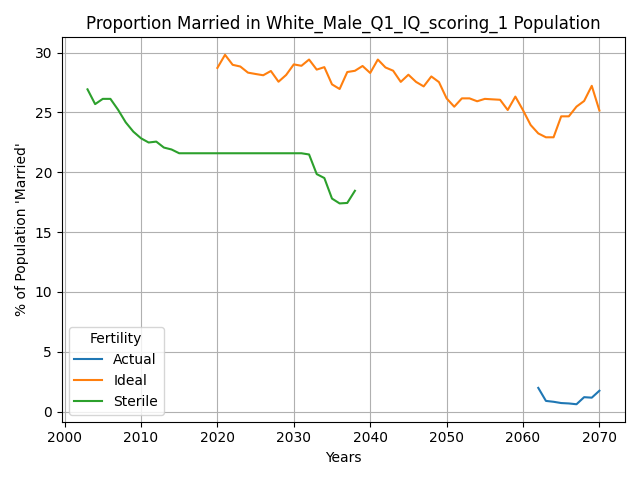 Proportion Married in White_Male_Q1_IQ_scoring_1 Population
% of Population 'Married'
30
25
20
15
10
5
0
Fertility
Actual
Ideal
Sterile
2000 2010 2020 2030 2040 2050 2060 2070
Years